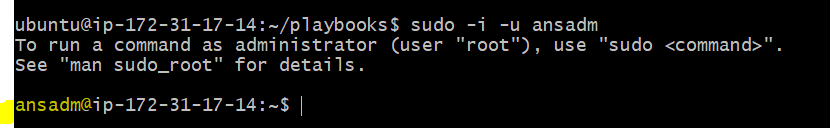 ubuntu@ip-172-31-17-14:~/playbooks$ sudo -i -u ansadm
To run a command as administrator (user "root"), use "sudo <command>".
See "man sudo_root" for details.
ansadm@ip-172-31-17-14:~$